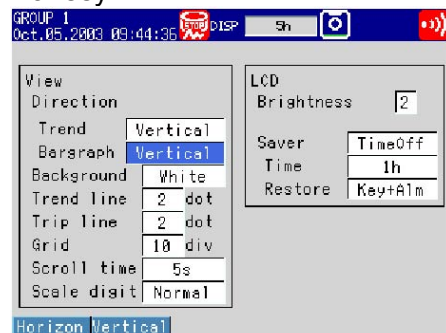 GROUP 1
Oct.05.2003 09:44:36 STOP DISP 5h
View
Direction
Trend Vertical
Bargraph Vertical
Background White
Trend line 2 dot
Trip line 2 dot
Grid 10 div
Scroll time 5s
Scale digit Normal
LCD
Brightness 2
Saver TimeOff
Time 1h
Restore Key+Alm
Horizon Vertical